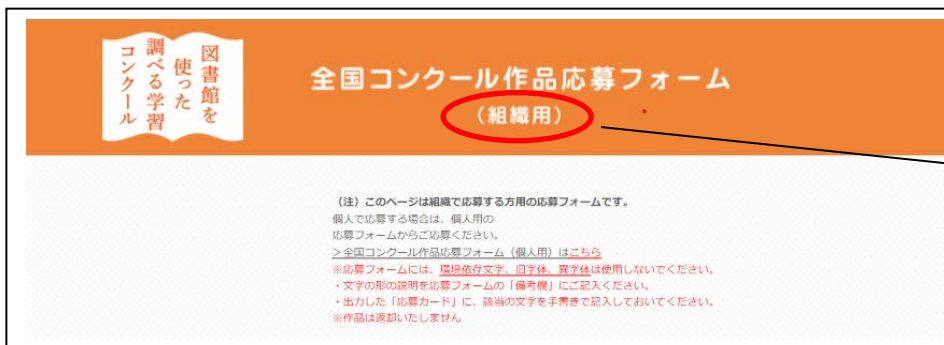 図書館を
使った
調べる学習
コンクール
全国コンクール作品応募フォーム
（組織用）
（注）このページは組織で応募する方用の応募フォームです。
個人で応募する場合は、個人用の
応募フォームからご応募ください。
＞全国コンクール作品応募フォーム（個人用）はこちら
※応募フォームには、環境依存文字、旧字体、異字体は使用しないでください。
・文字の形の説明を応募フォームの「備考欄」にご記入ください。
・出力した「応募カード」に、該当の文字を手書きで記入しておいてください。
※作品は返却いたしません